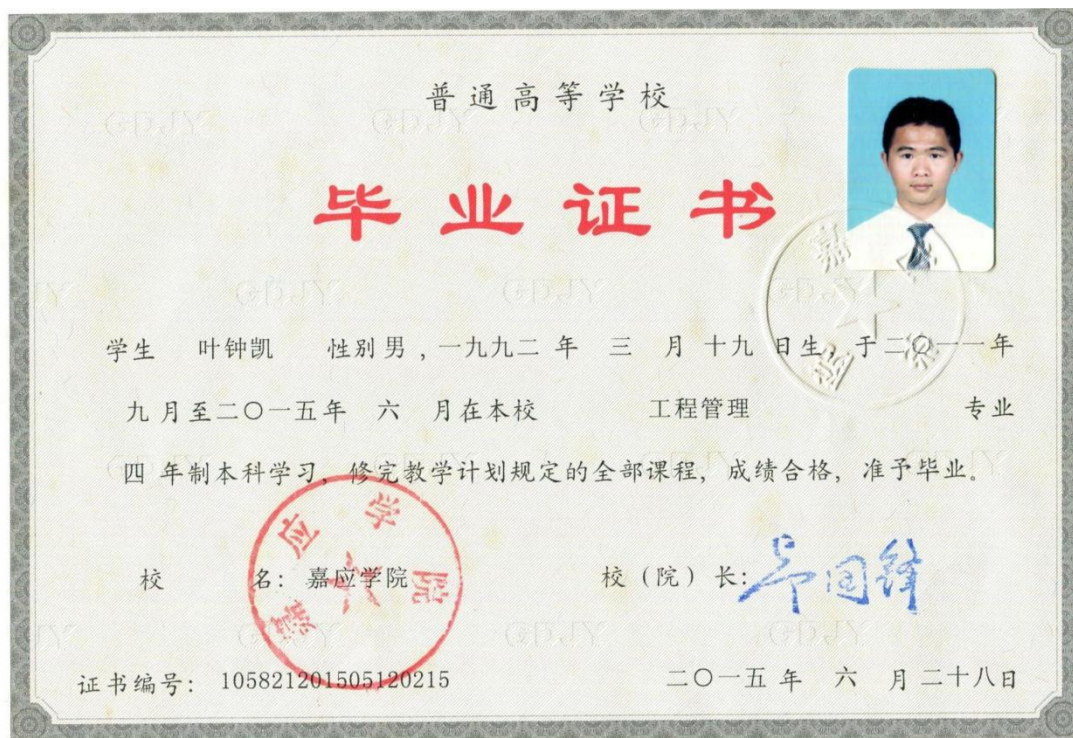 普通高等学校
毕业证书
学生 叶钟凯 性别 男 , 一九九二 年 三 月 十九 日生, 于二〇一一年
九 月至二〇一五年 六 月在本校 工程管理 专业
四 年制本科学习, 修完教学计划规定的全部课程, 成绩合格, 准予毕业。
校 名: 嘉应学院 校（院）长:
嘉应学院
证书编号: 105821201505120215 二〇一五 年 六 月 二十八日
GDJY